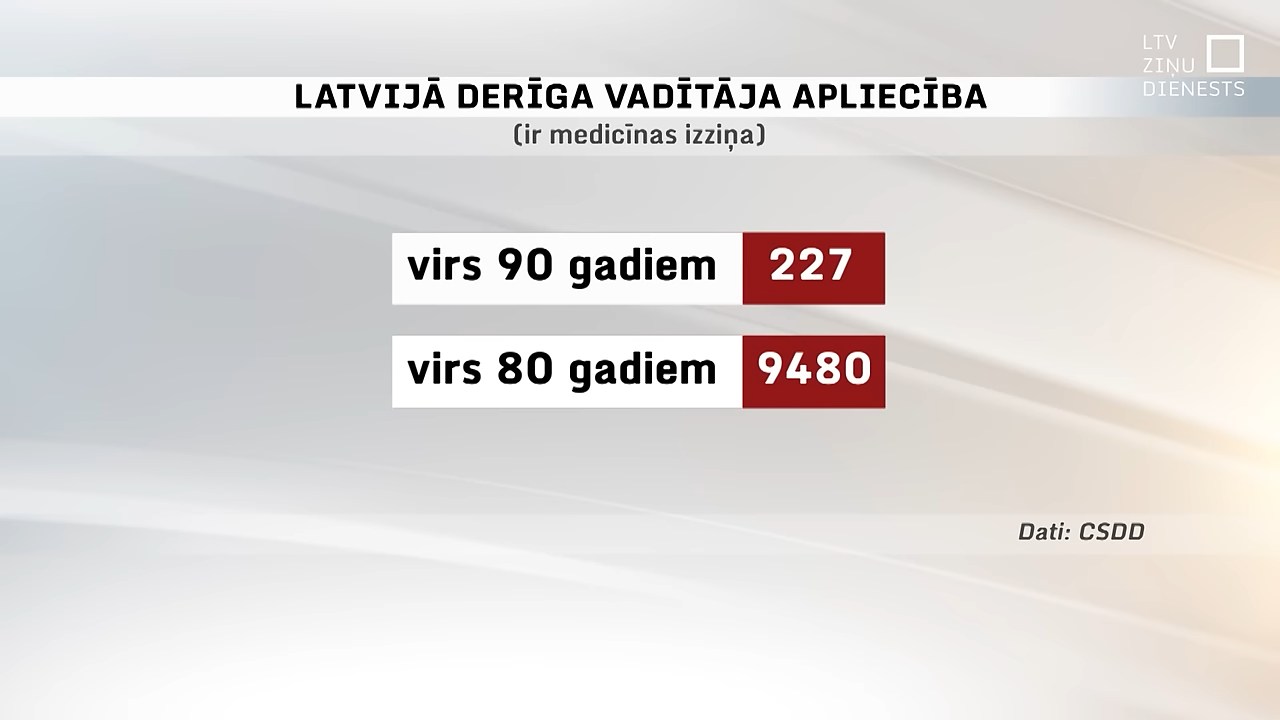 LTV
ZIŅU
DIENESTS
LATVIJĀ DERĪGA VADĪTĀJA APLIECĪBA
(ir medicīnas izziņa)
virs 90 gadiem 227
virs 80 gadiem 9480
Dati: CSDD